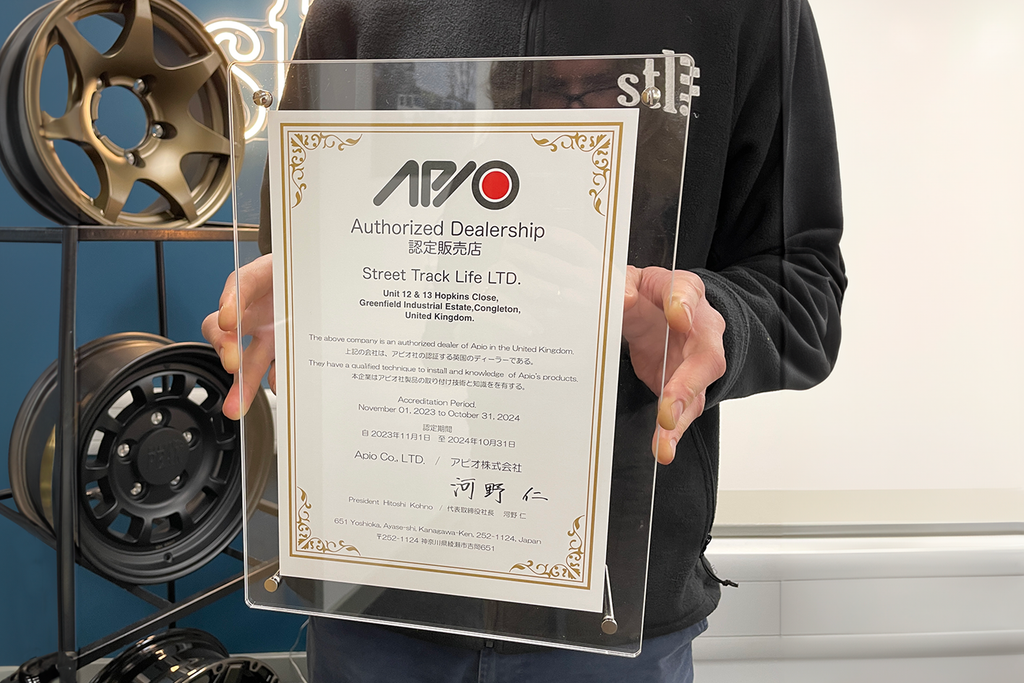 stl
APIO
Authorized Dealership
認定販売店
Street Track Life LTD.
Unit 12 & 13 Hopkins Close,
Greenfield Industrial Estate,Congleton,
United Kingdom.
The above company is an authorized dealer of Apio in the United Kingdom.
上記の会社は、アピオ社の認証する英国のディーラーである。
They have a qualified technique to install and knowledge of Apio's products.
本企業はアピオ社製品の取り付け技術と知識をを有する。
Accreditation Period.
November 01, 2023 to October 31, 2024
認定期間
自 2023年11月1日 至 2024年10月31日
Apio Co., LTD. / アピオ株式会社
河野 仁
President Hitoshi Kohno / 代表取締役社長 河野 仁
651 Yoshioka, Ayase-shi, Kanagawa-Ken, 252-1124, Japan
〒252-1124 神奈川県綾瀬市吉岡651